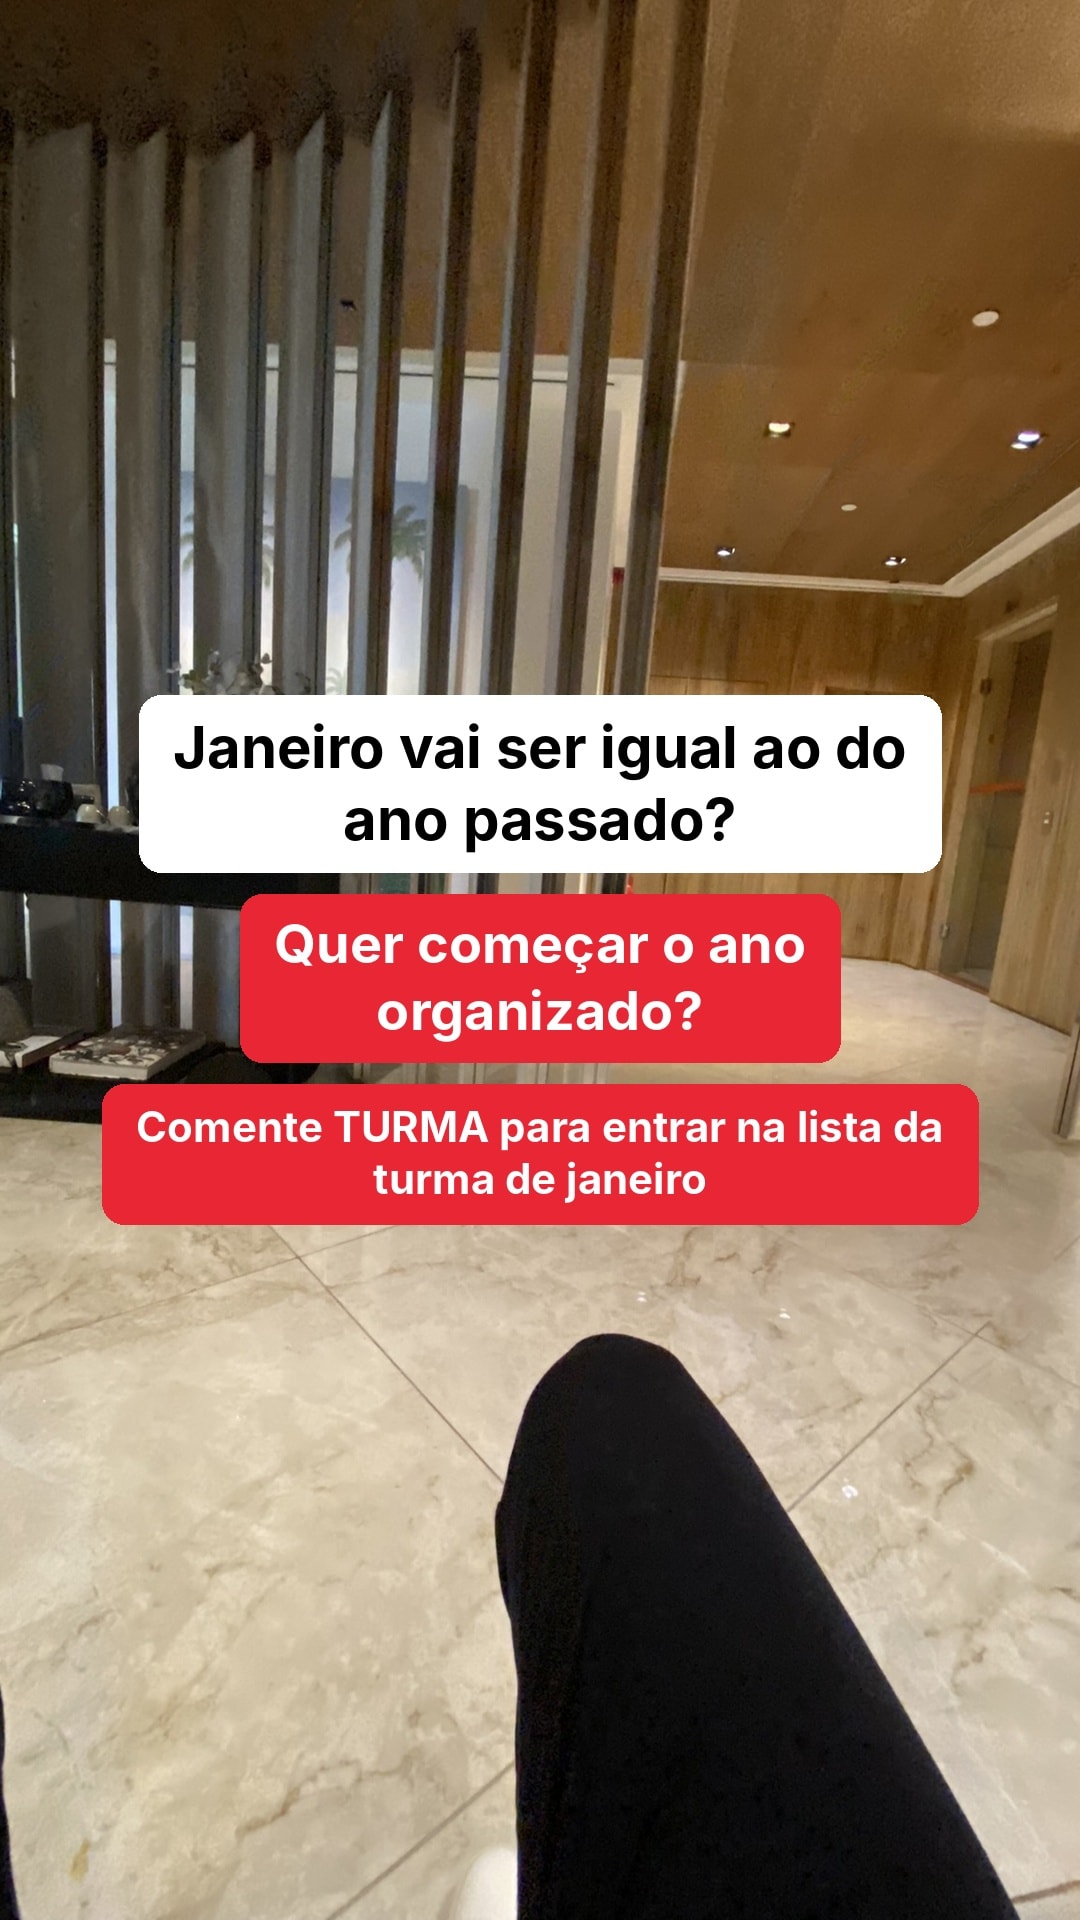 Janeiro vai ser igual ao do
ano passado?
Quer começar o ano
organizado?
Comente TURMA para entrar na lista da
turma de janeiro